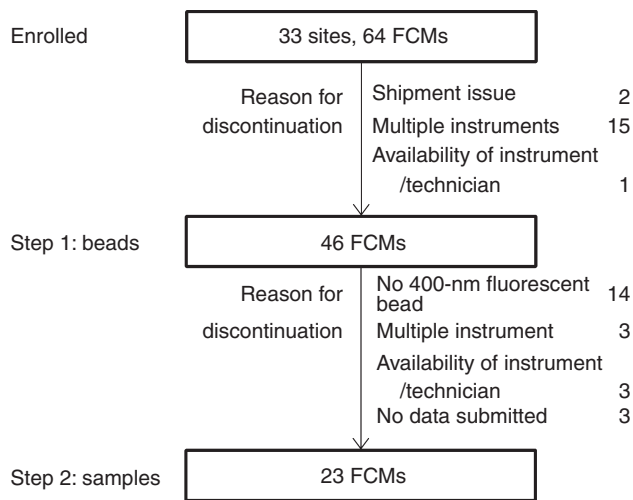 Enrolled
33 sites, 64 FCMs
Reason for
discontinuation
Shipment issue 2
Multiple instruments 15
Availability of instrument
/technician 1
Step 1: beads
46 FCMs
Reason for
discontinuation
No 400-nm fluorescent
bead 14
Multiple instrument 3
Availability of instrument
/technician 3
No data submitted 3
Step 2: samples
23 FCMs